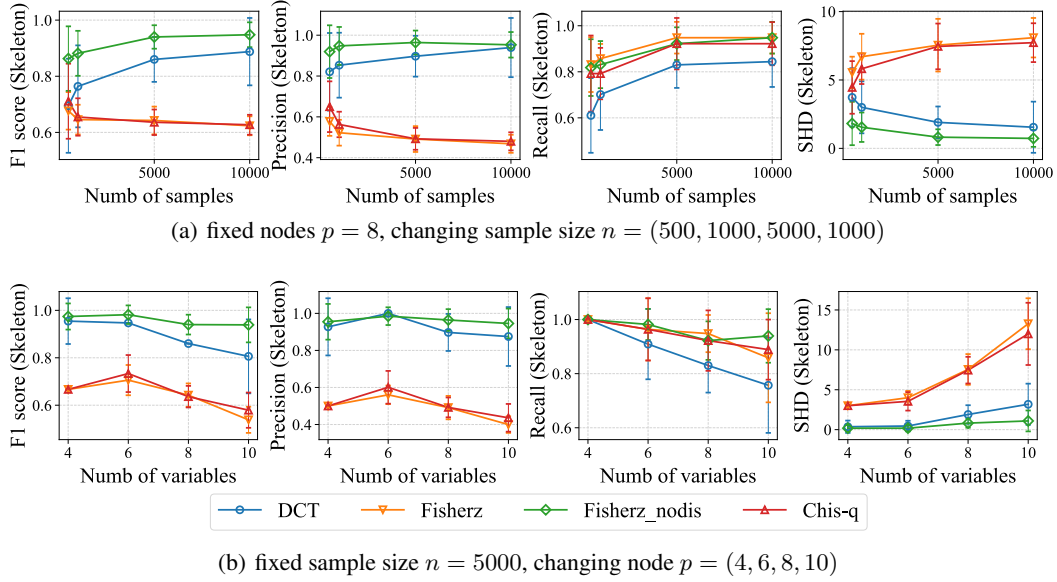 1.0
0.8
0.6
F1 score (Skeleton)
5000
10000
Numb of samples
1.0
0.8
0.6
0.4
Precision (Skeleton)
5000
10000
Numb of samples
1.0
0.8
0.6
Recall (Skeleton)
5000
10000
Numb of samples
10
5
0
SHD (Skeleton)
5000
10000
Numb of samples
(a) fixed nodes p = 8, changing sample size n = (500, 1000, 5000, 1000)
1.0
0.8
0.6
F1 score (Skeleton)
4 6 8 10
Numb of variables
1.0
0.8
0.6
0.4
Precision (Skeleton)
4 6 8 10
Numb of variables
1.0
0.8
0.6
Recall (Skeleton)
4 6 8 10
Numb of variables
15
10
5
0
SHD (Skeleton)
4 6 8 10
Numb of variables
DCT Fisherz Fisherz_nodis Chis-q
(b) fixed sample size n = 5000, changing node p = (4, 6, 8, 10)